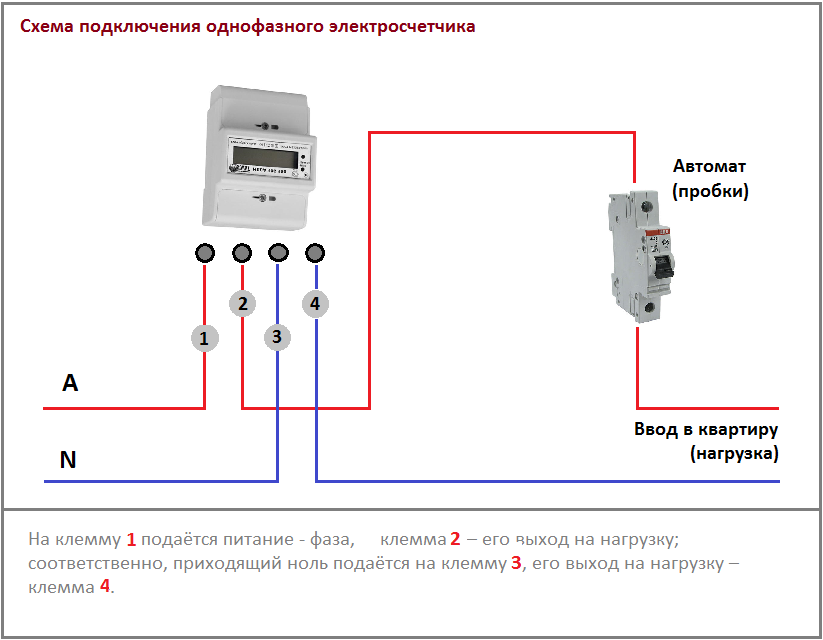 Схема подключения однофазного электросчетчика
Автомат
(пробки)
1
2
3
4
A
N
Ввод в квартиру
(нагрузка)
На клемму 1 подаётся питание - фаза, клемма 2 – его выход на нагрузку;
соответственно, приходящий ноль подаётся на клемму 3, его выход на нагрузку –
клемма 4.